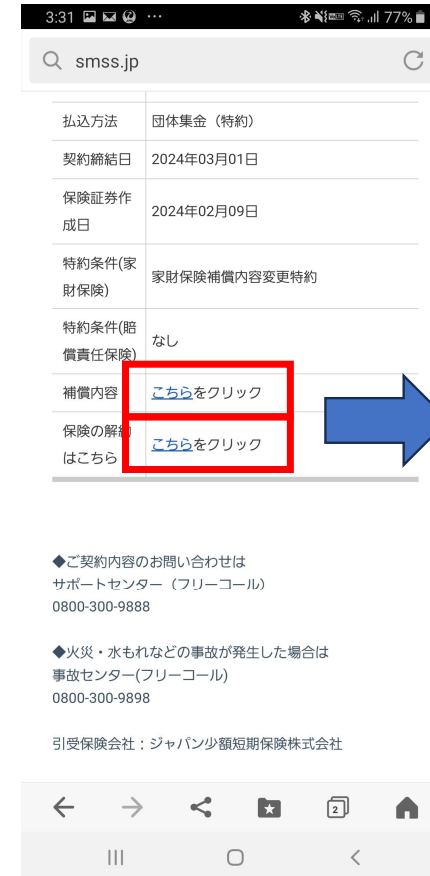 3:31
77%
smss.jp
払込方法 団体集金（特約）
契約締結日 2024年03月01日
保険証券作
成日
2024年02月09日
特約条件(家
財保険)
家財保険補償内容変更特約
特約条件(賠
償責任保険)
なし
補償内容 こちらをクリック
保険の解約
はこちら
こちらをクリック
◆ご契約内容のお問い合わせは
サポートセンター（フリーコール）
0800-300-9888
◆火災・水もれなどの事故が発生した場合は
事故センター(フリーコール)
0800-300-9898
引受保険会社：ジャパン少額短期保険株式会社
2